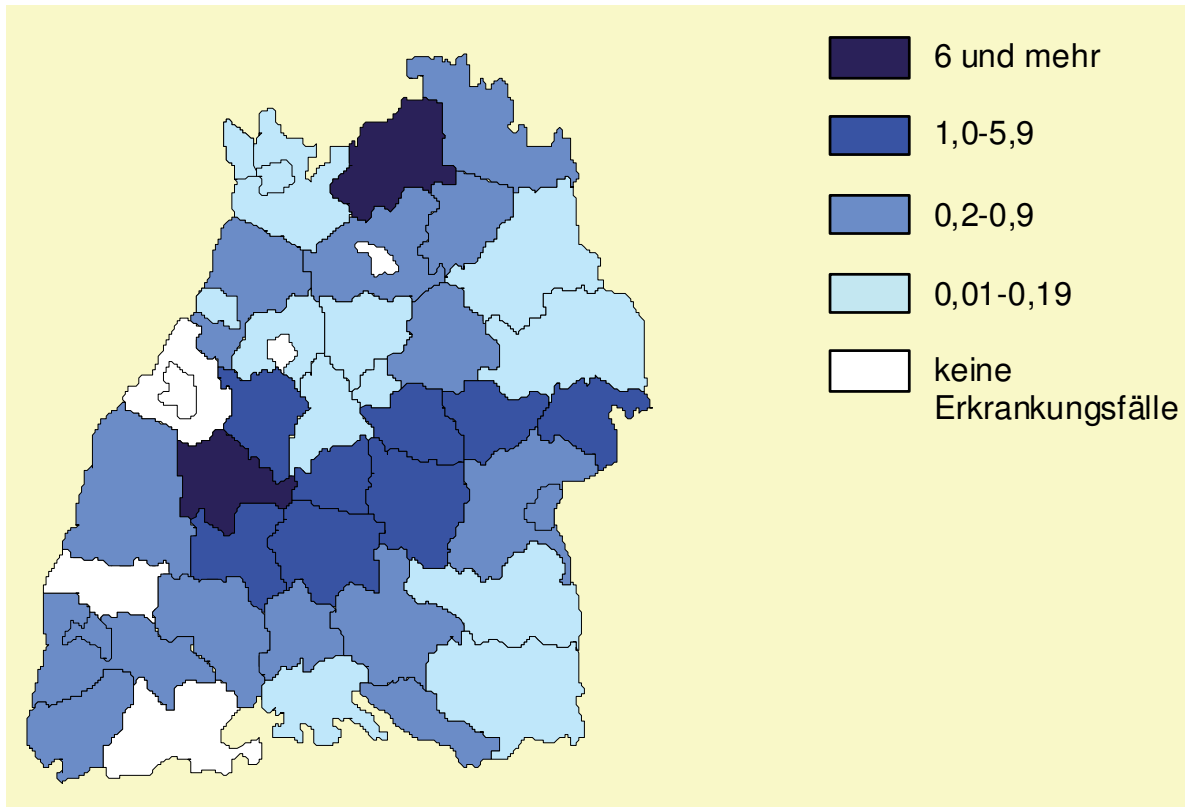 6 und mehr
1,0-5,9
0,2-0,9
0,01-0,19
keine
Erkrankungsfälle